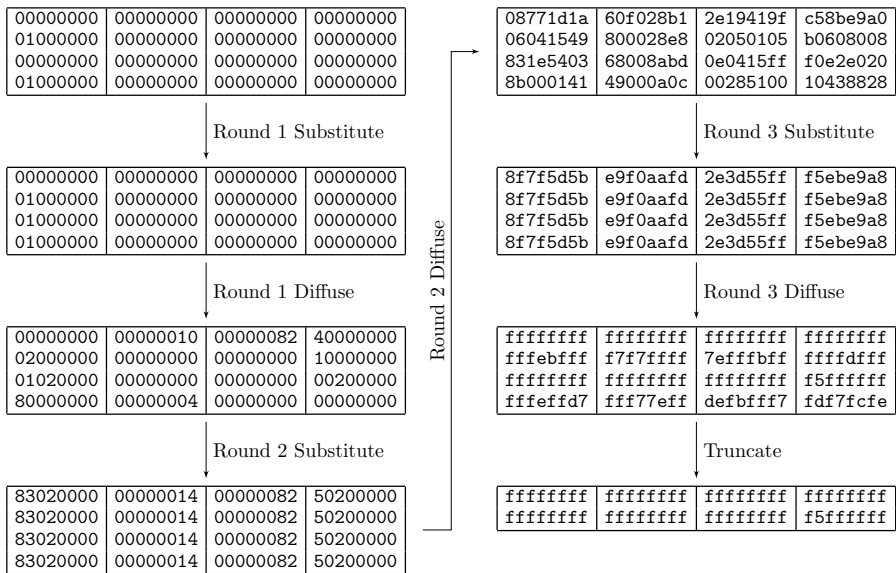 00000000 00000000 00000000 00000000
01000000 00000000 00000000 00000000
00000000 00000000 00000000 00000000
01000000 00000000 00000000 00000000
Round 1 Substitute
00000000 00000000 00000000 00000000
01000000 00000000 00000000 00000000
01000000 00000000 00000000 00000000
01000000 00000000 00000000 00000000
Round 1 Diffuse
00000000 00000010 00000082 40000000
02000000 00000000 00000000 10000000
01020000 00000000 00000000 00200000
80000000 00000004 00000000 00000000
Round 2 Substitute
83020000 00000014 00000082 50200000
83020000 00000014 00000082 50200000
83020000 00000014 00000082 50200000
83020000 00000014 00000082 50200000
Round 2 Diffuse
08771d1a 60f028b1 2e19419f c58be9a0
06041549 800028e8 02050105 b0608008
831e5403 68008abd 0e0415ff f0e2e020
8b000141 49000a0c 00285100 10438828
Round 3 Substitute
8f7f5d5b e9f0aafd 2e3d55ff f5ebe9a8
8f7f5d5b e9f0aafd 2e3d55ff f5ebe9a8
8f7f5d5b e9f0aafd 2e3d55ff f5ebe9a8
8f7f5d5b e9f0aafd 2e3d55ff f5ebe9a8
Round 3 Diffuse
ffffffff ffffffff ffffffff ffffffff
fffebfff f7f7ffff 7efffbff ffffdfff
ffffffff ffffffff ffffffff f5ffffff
fffeffd7 fff77eff defbfff7 fdf7fcfe
Truncate
ffffffff ffffffff ffffffff ffffffff
ffffffff ffffffff ffffffff f5ffffff